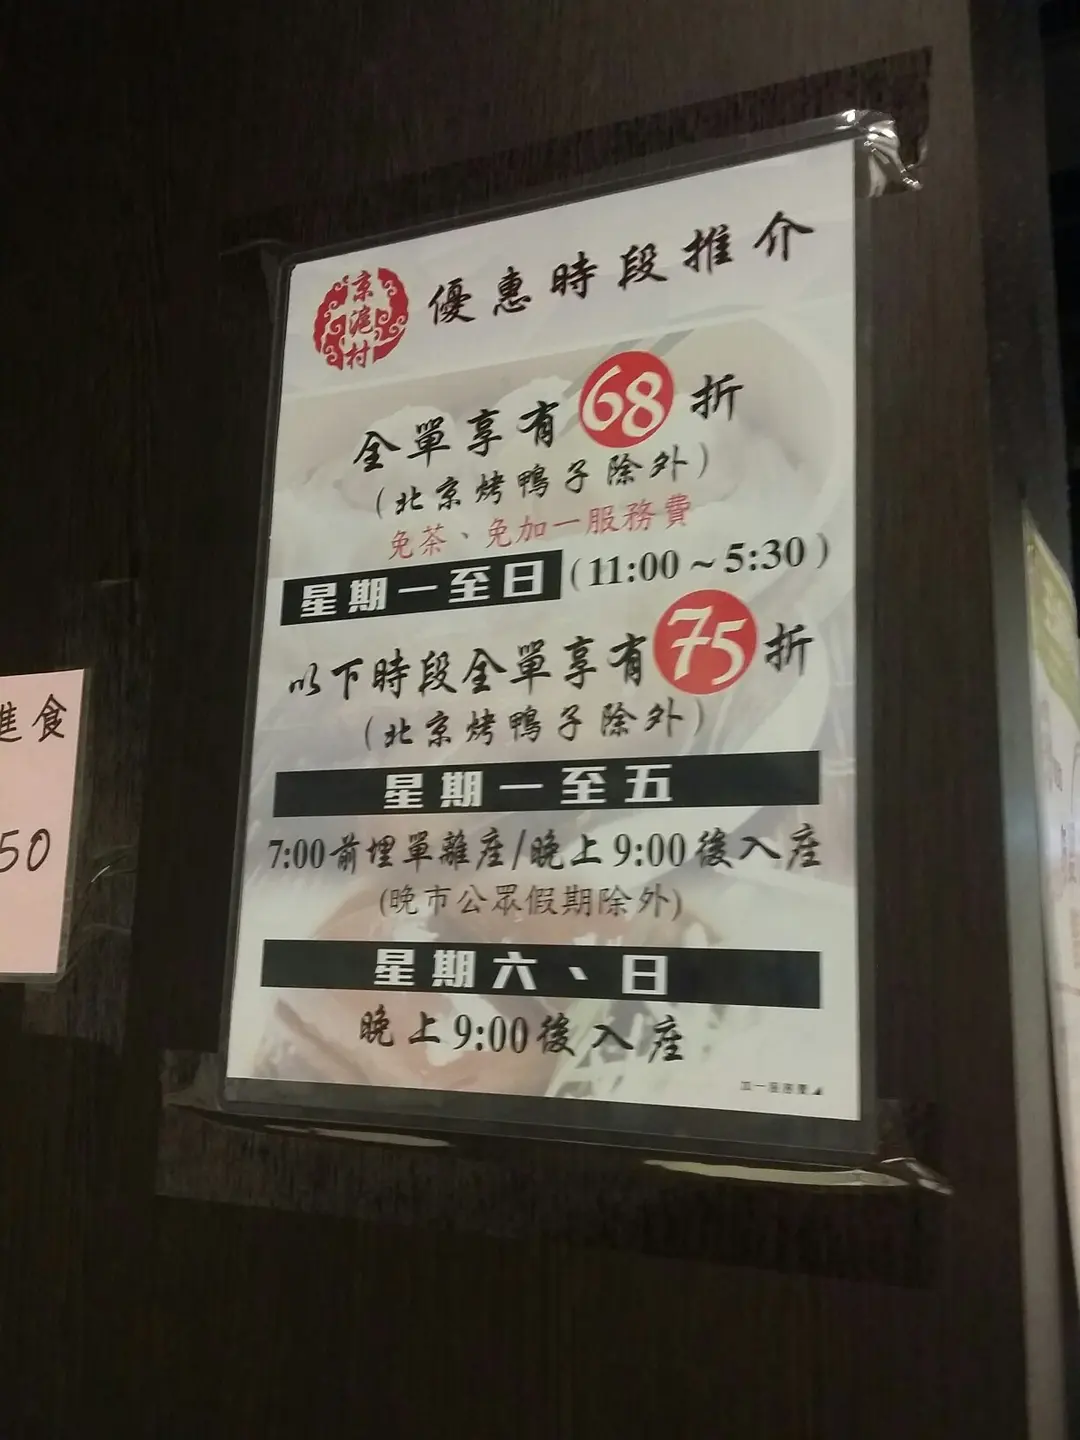 京滬村
優惠時段推介
全單享有68折
(北京烤鴨子除外)
免茶、免加一服務費
星期一至日(11:00~5:30)
以下時段全單享有75折
(北京烤鴨子除外)
星期一至五
7:00前埋單離座/晚上9:00後入座
(晚市公眾假期除外)
星期六、日
晚上9:00後入座
加一服務費
進食
50